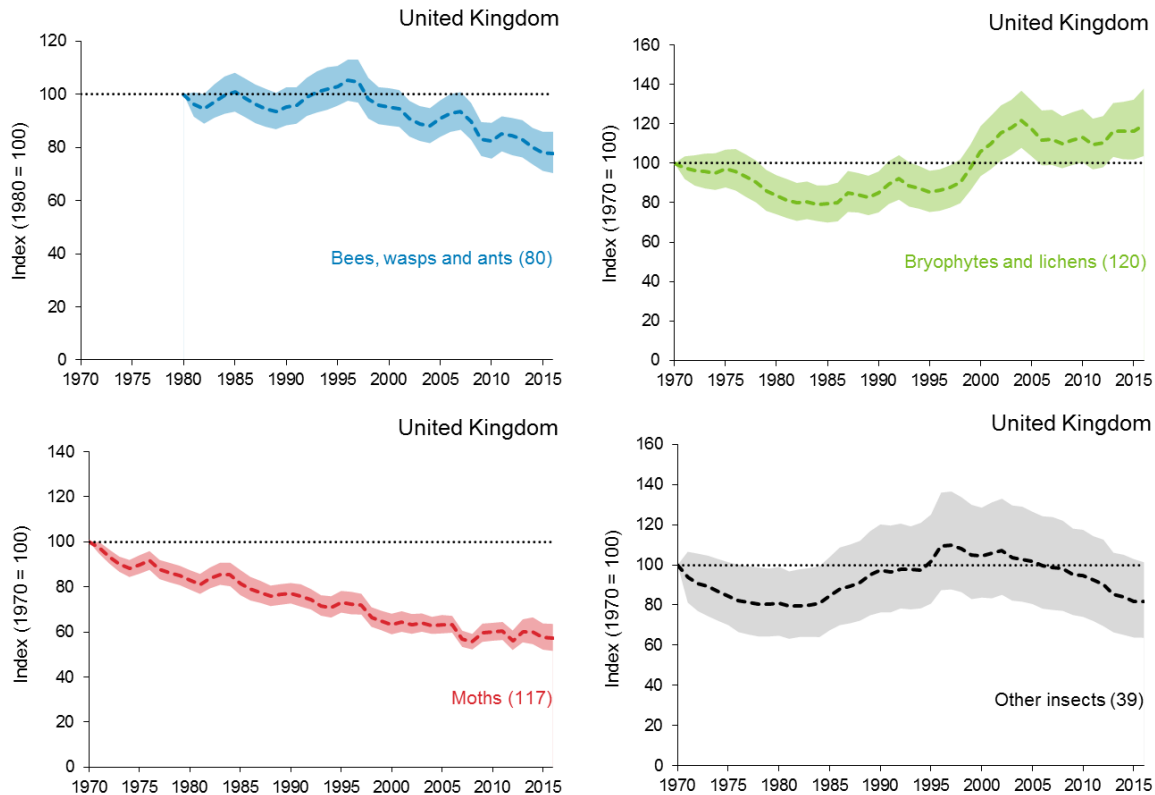 United Kingdom
120
100
80
60
40
20
0
Index (1980 = 100)
Bees, wasps and ants (80)
1970 1975 1980 1985 1990 1995 2000 2005 2010 2015
United Kingdom
160
140
120
100
80
60
40
20
0
Index (1970 = 100)
Bryophytes and lichens (120)
1970 1975 1980 1985 1990 1995 2000 2005 2010 2015
United Kingdom
140
120
100
80
60
40
20
0
Index (1970 = 100)
Moths (117)
1970 1975 1980 1985 1990 1995 2000 2005 2010 2015
United Kingdom
160
140
120
100
80
60
40
20
0
Index (1970 = 100)
Other insects (39)
1970 1975 1980 1985 1990 1995 2000 2005 2010 2015